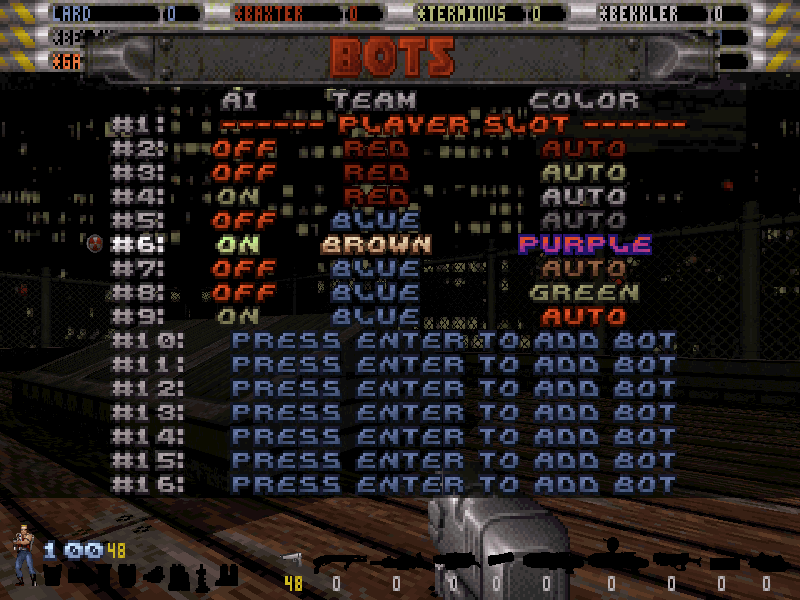 LARD 0 %BAXTER 0 %TERMINUS 0 %BEKKLER 0
BOTS
AI TEAM COLOR
#1: ------ PLAYER SLOT ------
#2: OFF RED AUTO
#3: OFF RED AUTO
#4: ON RED AUTO
#5: OFF BLUE AUTO
#6: ON BROWN PURPLE
#7: OFF BLUE AUTO
#8: OFF BLUE GREEN
#9: ON BLUE AUTO
#10: PRESS ENTER TO ADD BOT
#11: PRESS ENTER TO ADD BOT
#12: PRESS ENTER TO ADD BOT
#13: PRESS ENTER TO ADD BOT
#14: PRESS ENTER TO ADD BOT
#15: PRESS ENTER TO ADD BOT
#16: PRESS ENTER TO ADD BOT
100 48
48 0 0 0 0 0 0 0 0 0